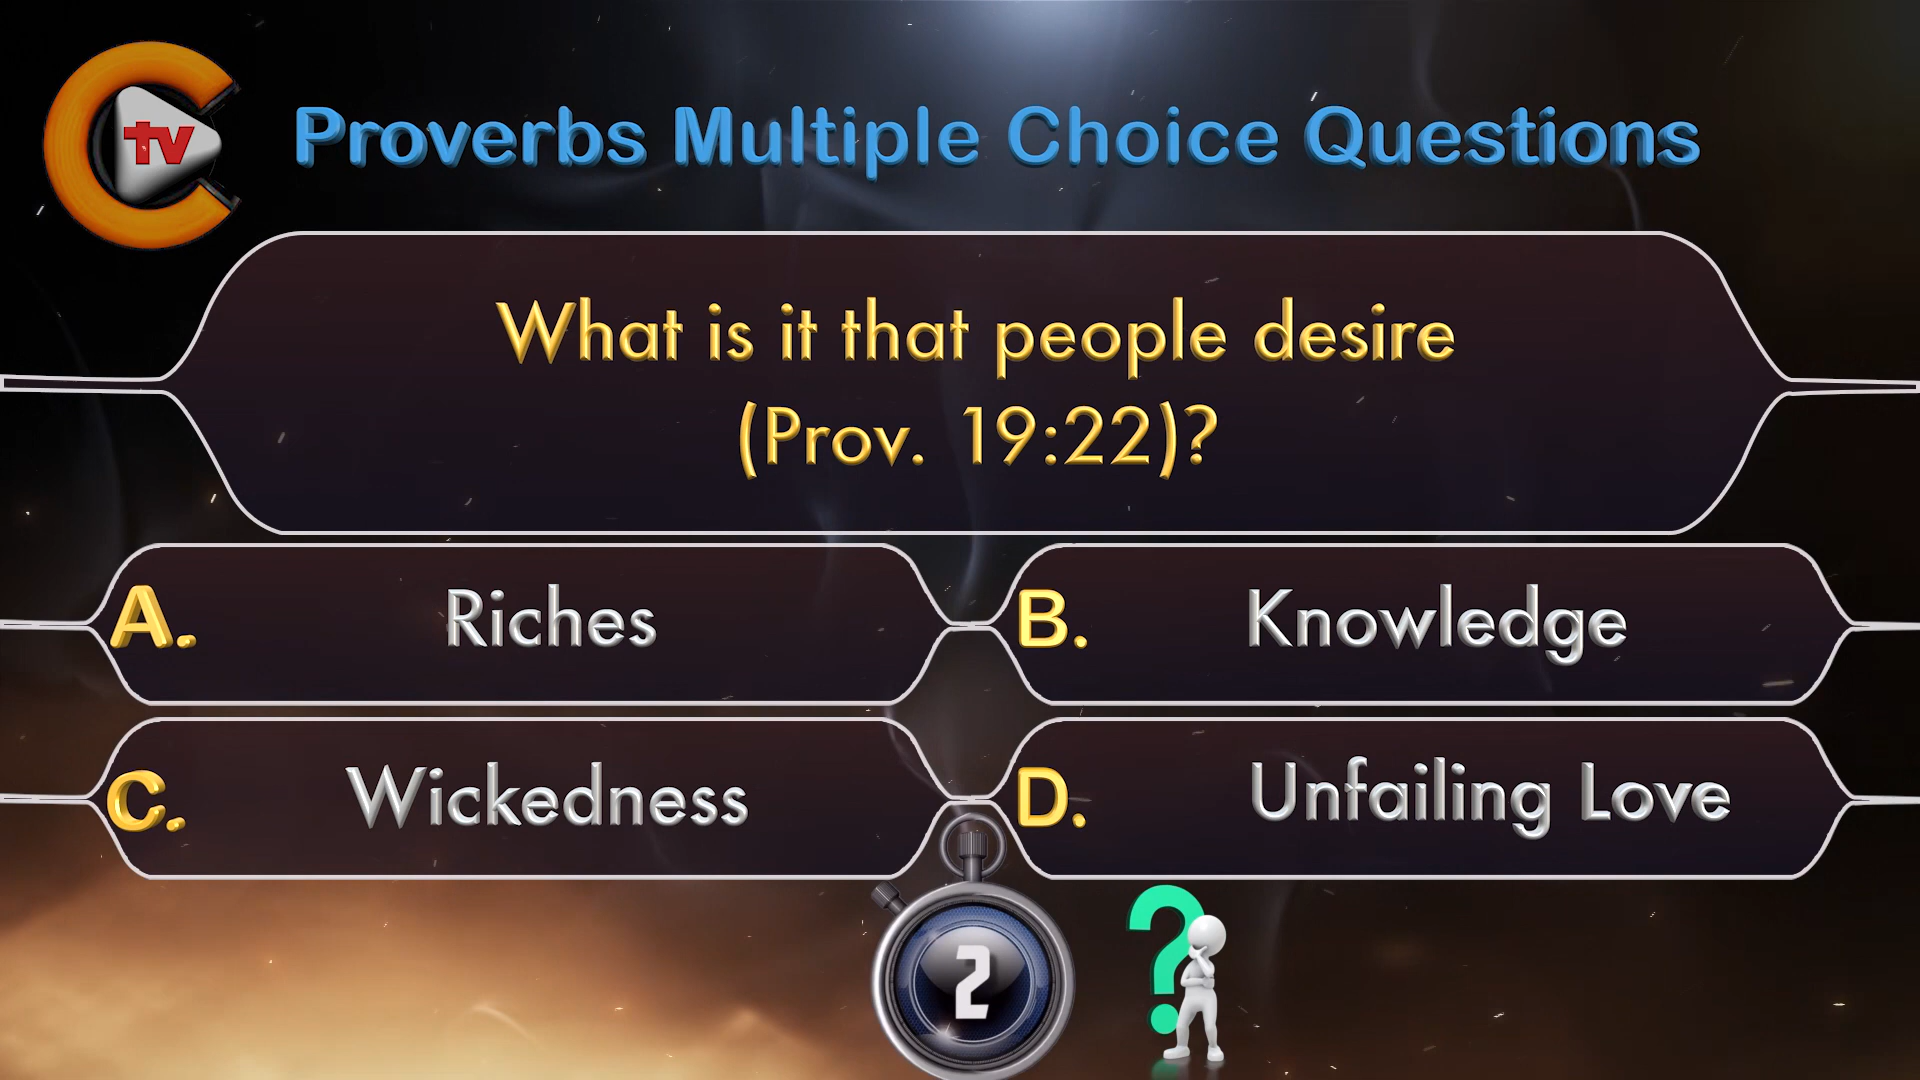 tv
Proverbs Multiple Choice Questions
What is it that people desire
(Prov. 19:22)?
A. Riches
B. Knowledge
C. Wickedness
D. Unfailing Love
2
?